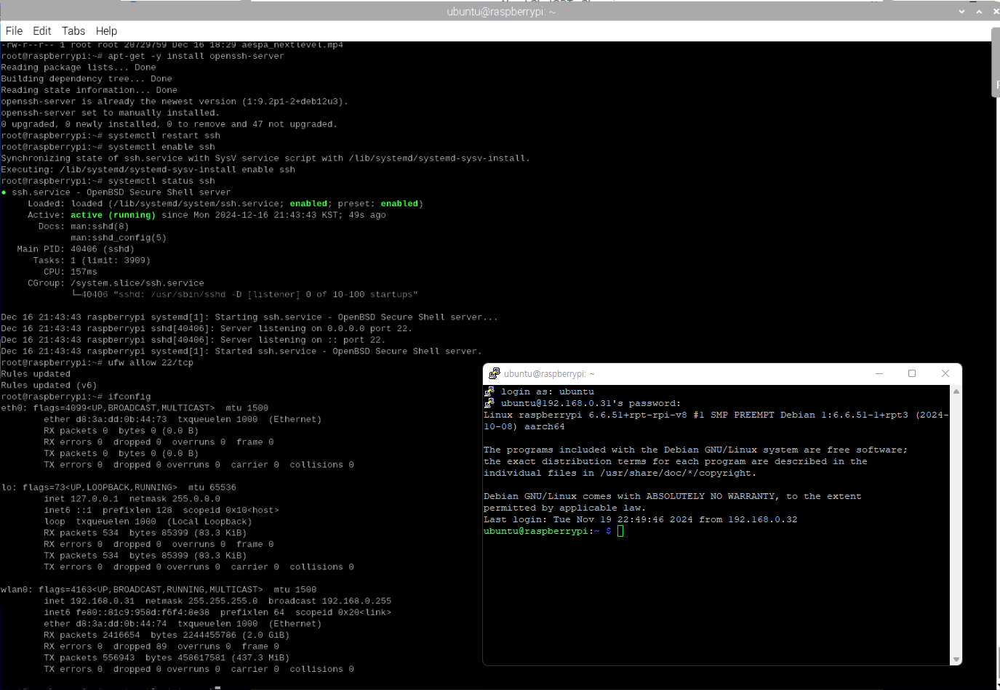 ubuntu@raspberrypi: ~
File Edit Tabs Help
-rw-r--r-- 1 root root 20729759 Dec 16 18:29 aespa_nextlevel.mp4
root@raspberrypi:~# apt-get -y install openssh-server
Reading package lists... Done
Building dependency tree... Done
Reading state information... Done
openssh-server is already the newest version (1:9.2p1-2+deb12u3).
openssh-server set to manually installed.
0 upgraded, 0 newly installed, 0 to remove and 47 not upgraded.
root@raspberrypi:~# systemctl restart ssh
root@raspberrypi:~# systemctl enable ssh
Synchronizing state of ssh.service with SysV service script with /lib/systemd/systemd-sysv-install.
Executing: /lib/systemd/systemd-sysv-install enable ssh
root@raspberrypi:~# systemctl status ssh
● ssh.service - OpenBSD Secure Shell server
Loaded: loaded (/lib/systemd/system/ssh.service; enabled; preset: enabled)
Active: active (running) since Mon 2024-12-16 21:43:43 KST; 49s ago
Docs: man:sshd(8)
man:sshd_config(5)
Main PID: 40406 (sshd)
Tasks: 1 (limit: 3909)
CPU: 157ms
CGroup: /system.slice/ssh.service
└─40406 "sshd: /usr/sbin/sshd -D [listener] 0 of 10-100 startups"
Dec 16 21:43:43 raspberrypi systemd[1]: Starting ssh.service - OpenBSD Secure Shell server...
Dec 16 21:43:43 raspberrypi sshd[40406]: Server listening on 0.0.0.0 port 22.
Dec 16 21:43:43 raspberrypi sshd[40406]: Server listening on :: port 22.
Dec 16 21:43:43 raspberrypi systemd[1]: Started ssh.service - OpenBSD Secure Shell server.
root@raspberrypi:~# ufw allow 22/tcp
Rules updated
Rules updated (v6)
root@raspberrypi:~# ifconfig
eth0: flags=4099<UP,BROADCAST,MULTICAST> mtu 1500
ether d8:3a:dd:0b:44:73 txqueuelen 1000 (Ethernet)
RX packets 0 bytes 0 (0.0 B)
RX errors 0 dropped 0 overruns 0 frame 0
TX packets 0 bytes 0 (0.0 B)
TX errors 0 dropped 0 overruns 0 carrier 0 collisions 0
lo: flags=73<UP,LOOPBACK,RUNNING> mtu 65536
inet 127.0.0.1 netmask 255.0.0.0
inet6 ::1 prefixlen 128 scopeid 0x10<host>
loop txqueuelen 1000 (Local Loopback)
RX packets 534 bytes 85399 (83.3 KiB)
RX errors 0 dropped 0 overruns 0 frame 0
TX packets 534 bytes 85399 (83.3 KiB)
TX errors 0 dropped 0 overruns 0 carrier 0 collisions 0
wlan0: flags=4163<UP,BROADCAST,RUNNING,MULTICAST> mtu 1500
inet 192.168.0.31 netmask 255.255.255.0 broadcast 192.168.0.255
inet6 fe80::81c9:958d:f6f4:8e38 prefixlen 64 scopeid 0x20<link>
ether d8:3a:dd:0b:44:74 txqueuelen 1000 (Ethernet)
RX packets 2416654 bytes 2244455786 (2.0 GiB)
RX errors 0 dropped 89 overruns 0 frame 0
TX packets 556943 bytes 458617581 (437.3 MiB)
TX errors 0 dropped 0 overruns 0 carrier 0 collisions 0
ubuntu@raspberrypi: ~
login as: ubuntu
ubuntu@192.168.0.31's password:
Linux raspberrypi 6.6.51+rpt-rpi-v8 #1 SMP PREEMPT Debian 1:6.6.51-1+rpt3 (2024-
10-08) aarch64
The programs included with the Debian GNU/Linux system are free software;
the exact distribution terms for each program are described in the
individual files in /usr/share/doc/*/copyright.
Debian GNU/Linux comes with ABSOLUTELY NO WARRANTY, to the extent
permitted by applicable law.
Last login: Tue Nov 19 22:49:46 2024 from 192.168.0.32
ubuntu@raspberrypi:~ $